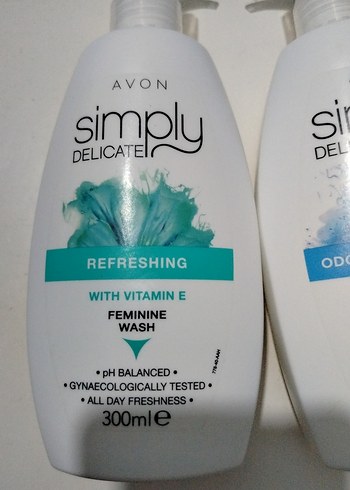 AVON
simply
DELICATE
REFRESHING
WITH VITAMIN E
FEMININE
WASH
• pH BALANCED •
• GYNAECOLOGICALLY TESTED •
• ALL DAY FRESHNESS •
300ml e